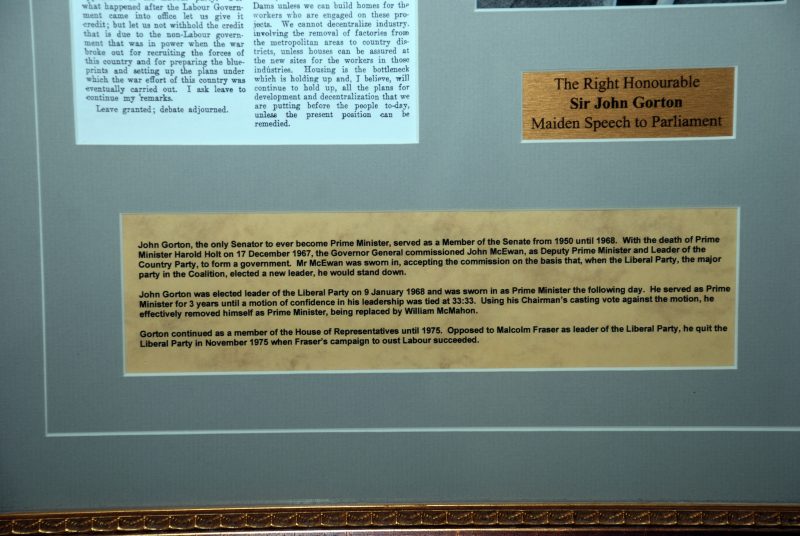 what happened after the Labour Govern-
ment came into office let us give it
credit; but let us not withhold the credit
that is due to the non-Labour govern-
ment that was in power when the war
broke out for recruiting the forces of
this country and for preparing the blue-
prints and setting up the plans under
which the war effort of this country was
eventually carried out. I ask leave to
continue my remarks.
Leave granted; debate adjourned.
Dams unless we can build homes for the
workers who are engaged on these pro-
jects. We cannot decentralize industry,
involving the removal of factories from
the metropolitan areas to country dis-
tricts, unless houses can be assured at
the new sites for the workers in those
industries. Housing is the bottleneck
which is holding up and, I believe, will
continue to hold up, all the plans for
development and decentralization that we
are putting before the people to-day,
unless the present position can be
remedied.
The Right Honourable
Sir John Gorton
Maiden Speech to Parliament
John Gorton, the only Senator to ever become Prime Minister, served as a Member of the Senate from 1950 until 1968. With the death of Prime
Minister Harold Holt on 17 December 1967, the Governor General commissioned John McEwan, as Deputy Prime Minister and Leader of the
Country Party, to form a government. Mr McEwan was sworn in, accepting the commission on the basis that, when the Liberal Party, the major
party in the Coalition, elected a new leader, he would stand down.
John Gorton was elected leader of the Liberal Party on 9 January 1968 and was sworn in as Prime Minister the following day. He served as Prime
Minister for 3 years until a motion of confidence in his leadership was tied at 33:33. Using his Chairman's casting vote against the motion, he
effectively removed himself as Prime Minister, being replaced by William McMahon.
Gorton continued as a member of the House of Representatives until 1975. Opposed to Malcolm Fraser as leader of the Liberal Party, he quit the
Liberal Party in November 1975 when Fraser's campaign to oust Labour succeeded.